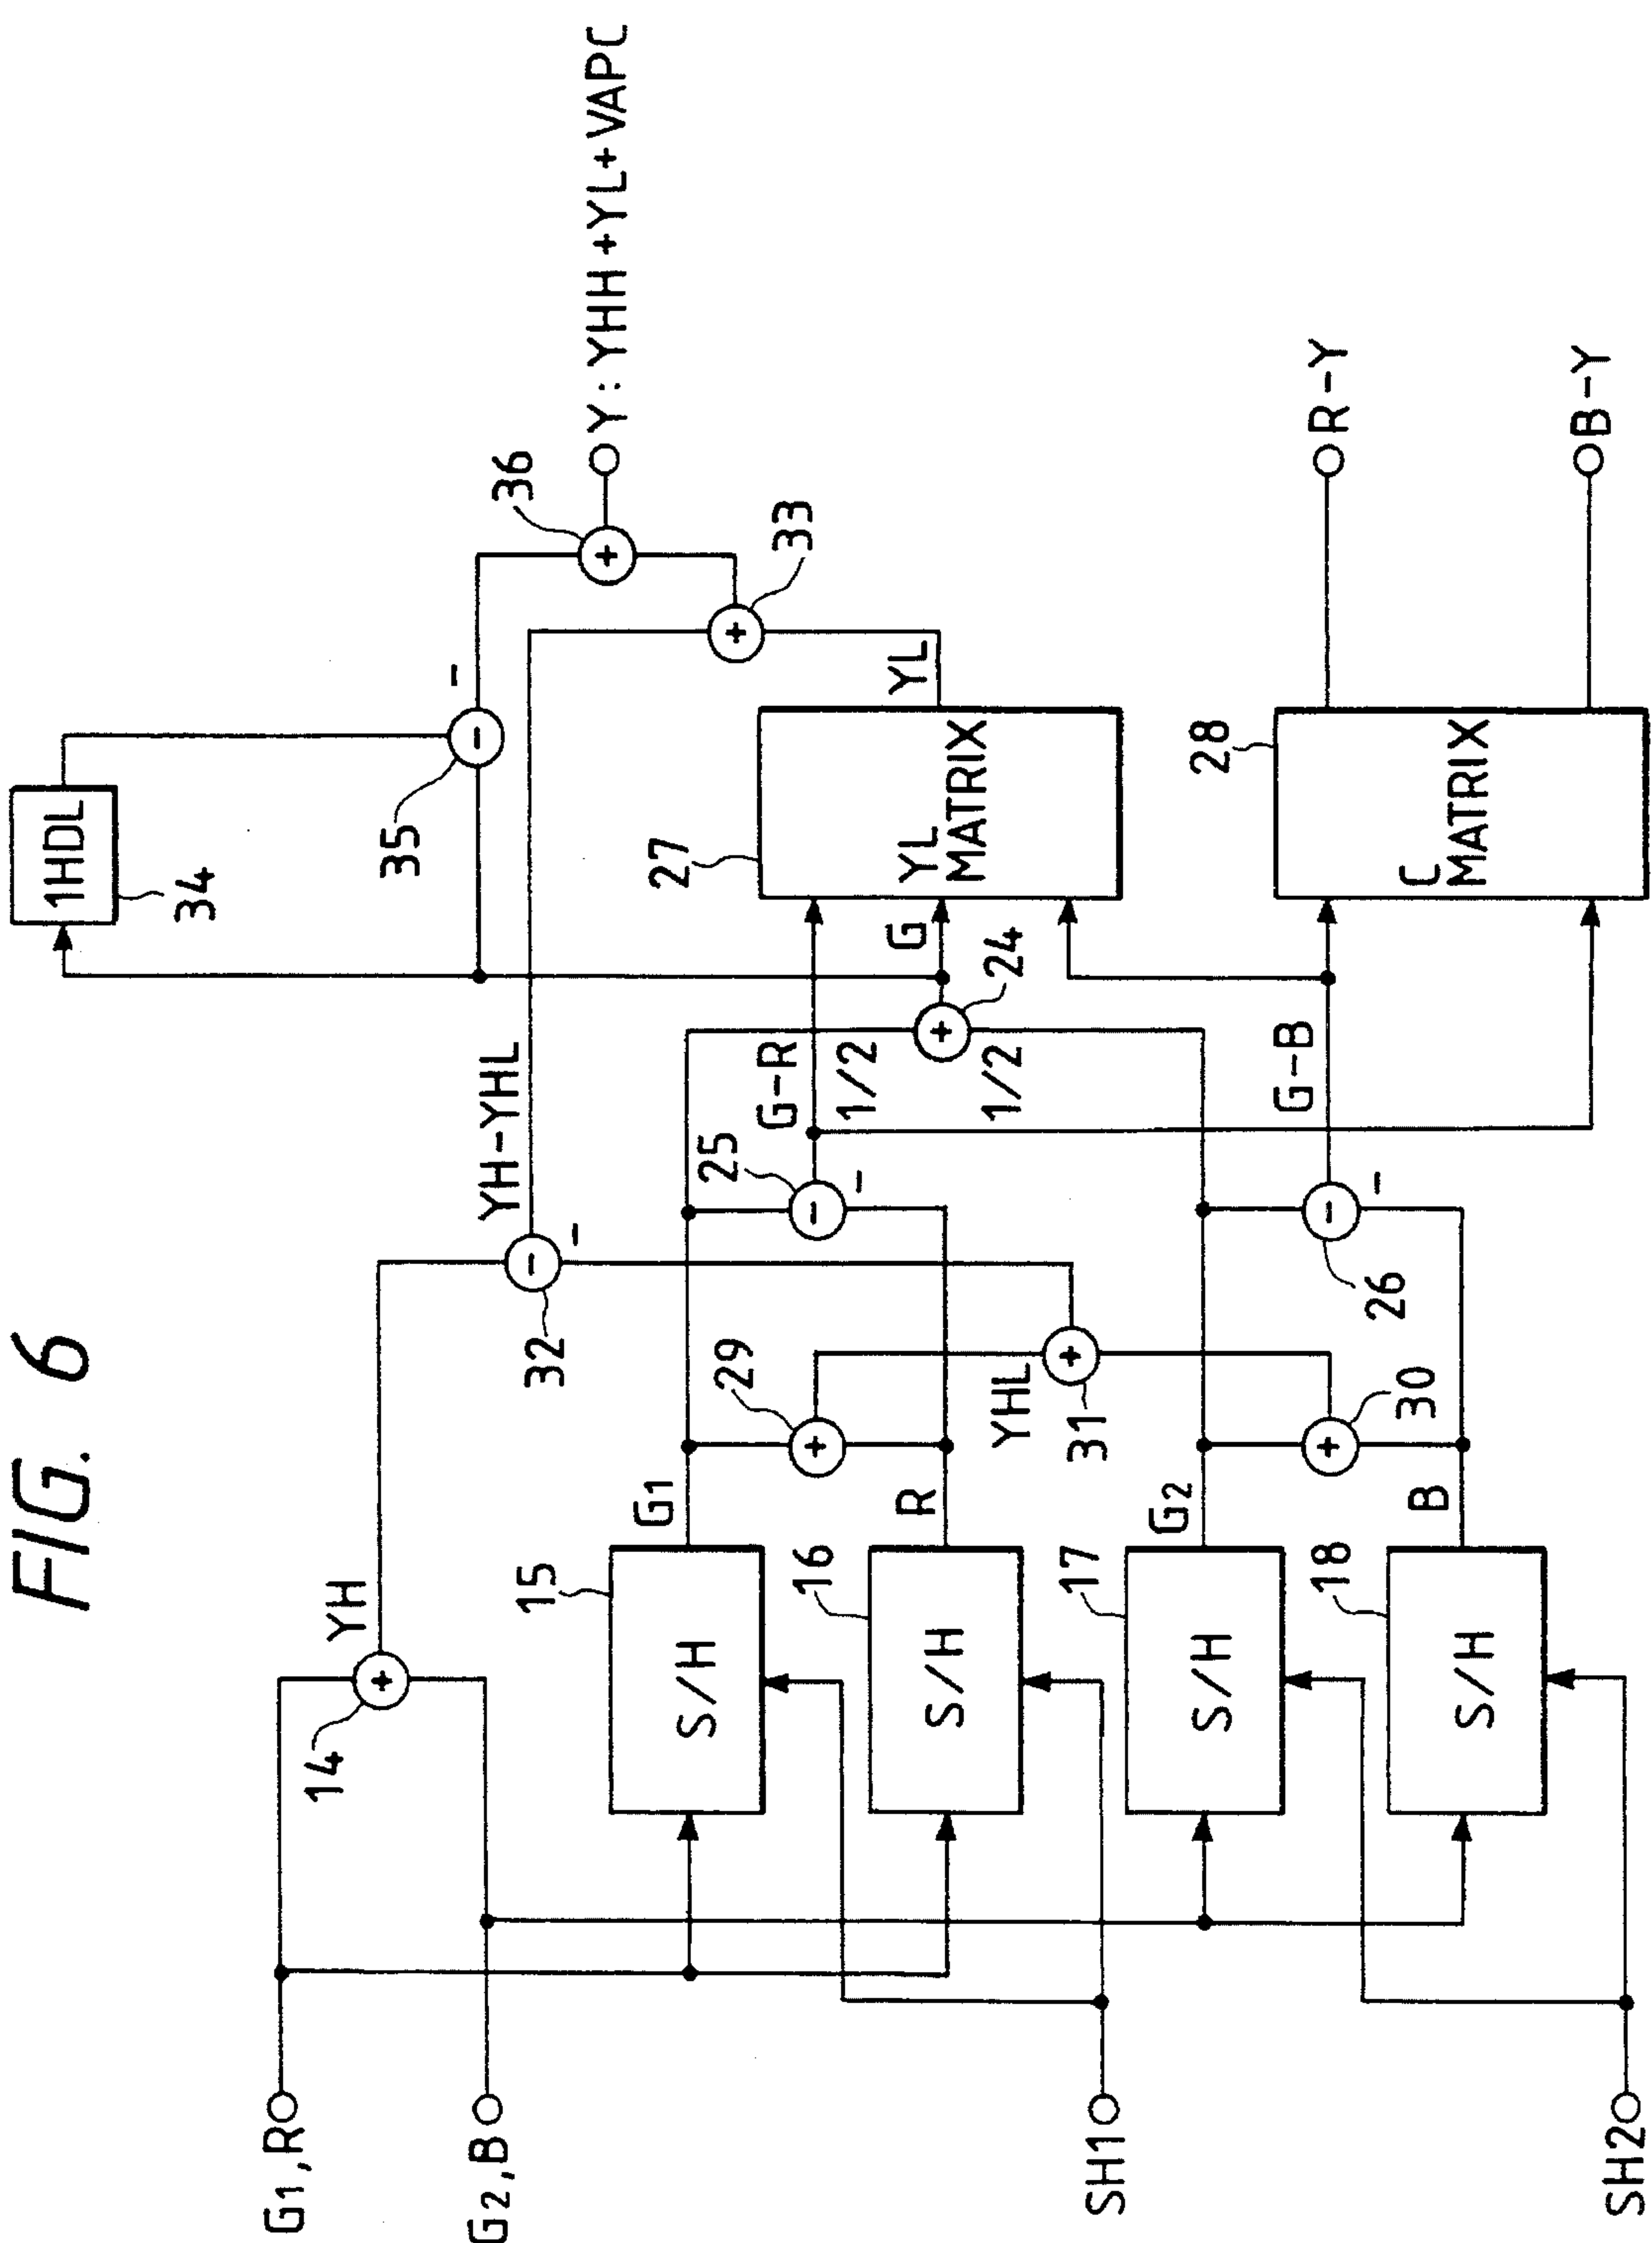 FIG. 6
G1,R
G2,B
SH1
SH2
14
+
YH
15
S/H
G1
16
S/H
R
17
S/H
G2
18
S/H
B
29
+
30
+
YHL
+
31
32
-
-
YH-YHL
25
-
-
G-R
26
-
-
G-B
1/2
+
1/2
24
G
27
YL
MATRIX
YL
28
C
MATRIX
1HDL
34
35
-
-
33
+
36
+
Y:YHH+YL+VAPC
R-Y
B-Y